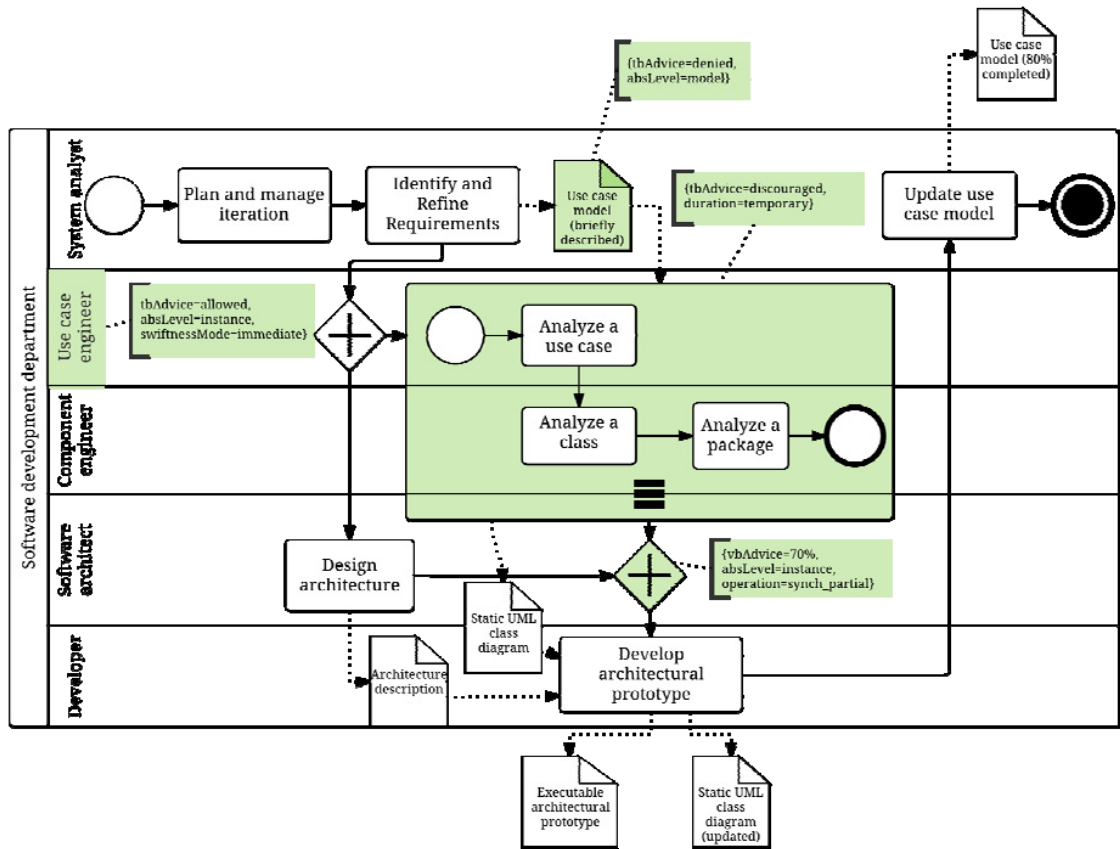 Use case
model (80%
completed)
{tbAdvice=denied,
absLevel=model}
Software development department
System analyst
Plan and manage
iteration
Identify and
Refine
Requirements
Use case
model
(briefly
described)
{tbAdvice=discouraged,
duration=temporary}
Update use
case model
Use case
engineer
tbAdvice=allowed,
absLevel=instance,
swiftnessMode=immediate}
Analyze a
use case
Component
engineer
Analyze a
class
Analyze a
package
Software
architect
Design
architecture
{vbAdvice=70%,
absLevel=instance,
operation=synch_partial}
Static UML
class
diagram
Developer
Architecture
description
Develop
architectural
prototype
Executable
architectural
prototype
Static UML
class
diagram
(updated)